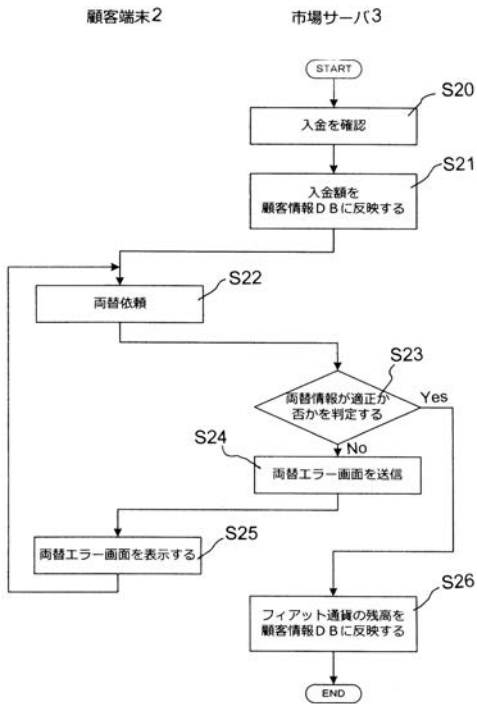 顧客端末2
市場サーバ3
START
S20
入金を確認
S21
入金額を
顧客情報DBに反映する
S22
両替依頼
S23
両替情報が適正か
否かを判定する
Yes
No
S24
両替エラー画面を送信
S25
両替エラー画面を表示する
S26
フィアット通貨の残高を
顧客情報DBに反映する
END